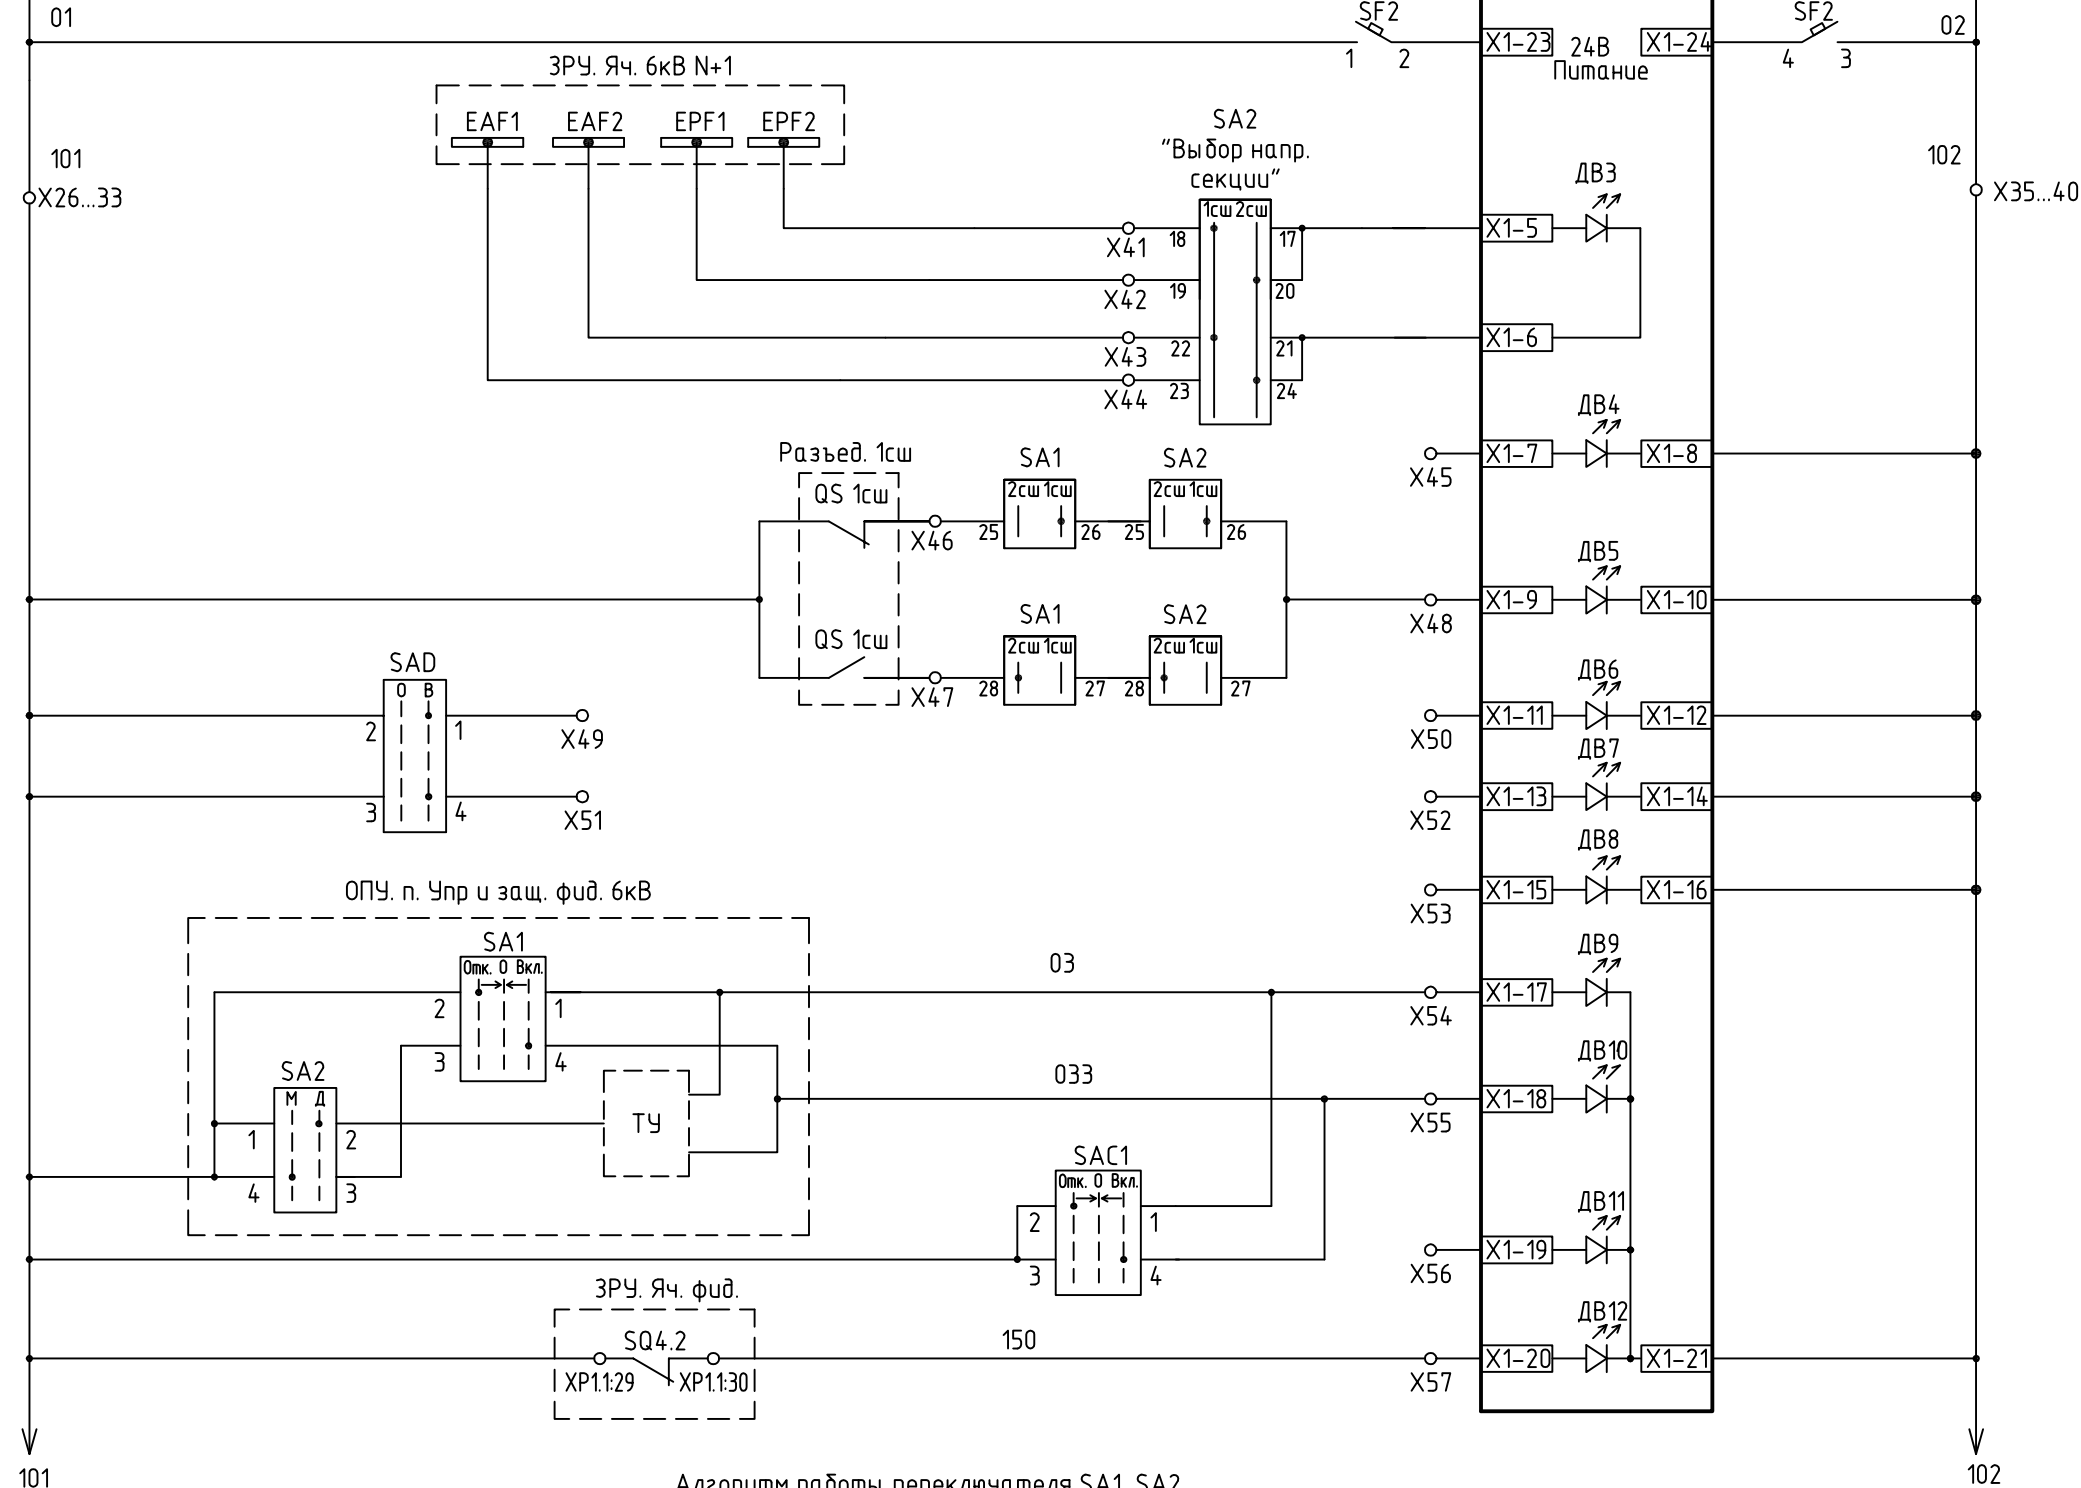 01
SF2
1
2
X1-23
24В
Питание
X1-24
SF2
4
3
02
ЗРУ. Яч. 6кВ N+1
EAF1
EAF2
EPF1
EPF2
101
X26...33
102
X35...40
SA2
"Выбор напр.
секции"
1сш 2сш
X41
18
17
X42
19
20
X43
22
21
X44
23
24
ДВ3
X1-5
X1-6
ДВ4
X45
X1-7
X1-8
Разъед. 1сш
QS 1сш
X46
SA1
2сш 1сш
25
26
SA2
2сш 1сш
25
26
ДВ5
X48
X1-9
X1-10
QS 1сш
X47
SA1
2сш 1сш
28
27
SA2
2сш 1сш
28
27
SAD
О В
2
1
X49
3
4
X51
ДВ6
X50
X1-11
X1-12
ДВ7
X52
X1-13
X1-14
ДВ8
X53
X1-15
X1-16
ОПУ. п. Упр и защ. фид. 6кВ
SA1
Отк. 0 Вкл.
2
1
3
4
03
ДВ9
X54
X1-17
SA2
М Д
1
2
4
3
ТУ
033
ДВ10
X55
X1-18
SAC1
Отк. 0 Вкл.
2
1
3
4
ДВ11
X56
X1-19
ЗРУ. Яч. фид.
SQ4.2
XP1.1:29
XP1.1:30
150
ДВ12
X57
X1-20
X1-21
101
102
Алгоритм работы переключателя SA1, SA2